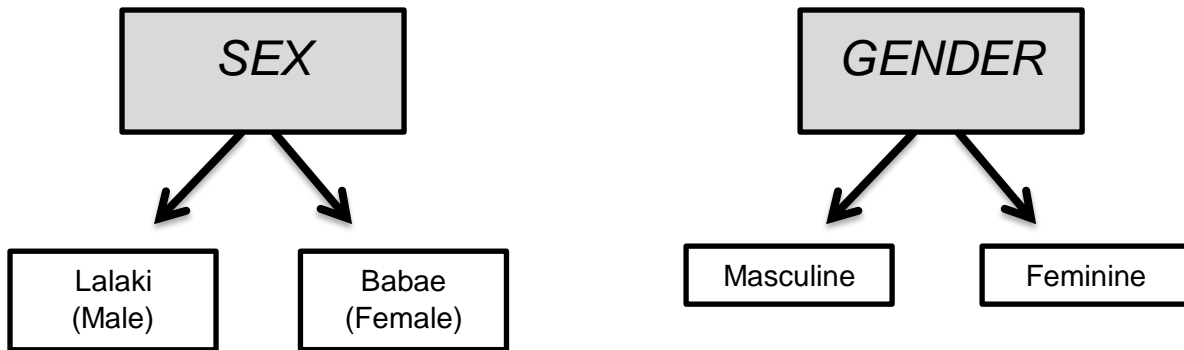 SEX
GENDER
Lalaki
(Male)
Babae
(Female)
Masculine
Feminine